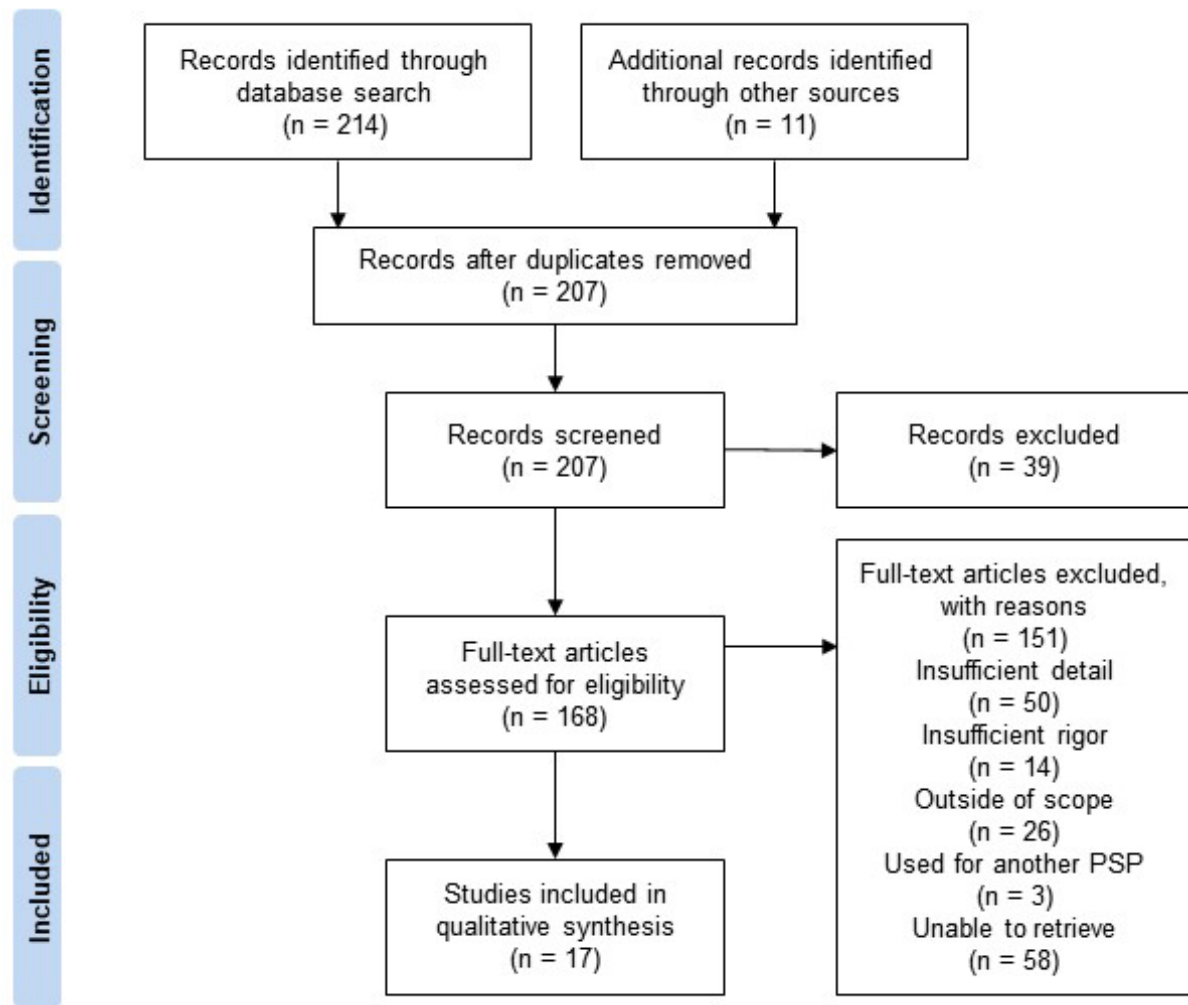 Identification
Records identified through
database search
(n = 214)
Additional records identified
through other sources
(n = 11)
Records after duplicates removed
(n = 207)
Screening
Records screened
(n = 207)
Records excluded
(n = 39)
Eligibility
Full-text articles
assessed for eligibility
(n = 168)
Full-text articles excluded,
with reasons
(n = 151)
Insufficient detail
(n = 50)
Insufficient rigor
(n = 14)
Outside of scope
(n = 26)
Used for another PSP
(n = 3)
Unable to retrieve
(n = 58)
Included
Studies included in
qualitative synthesis
(n = 17)